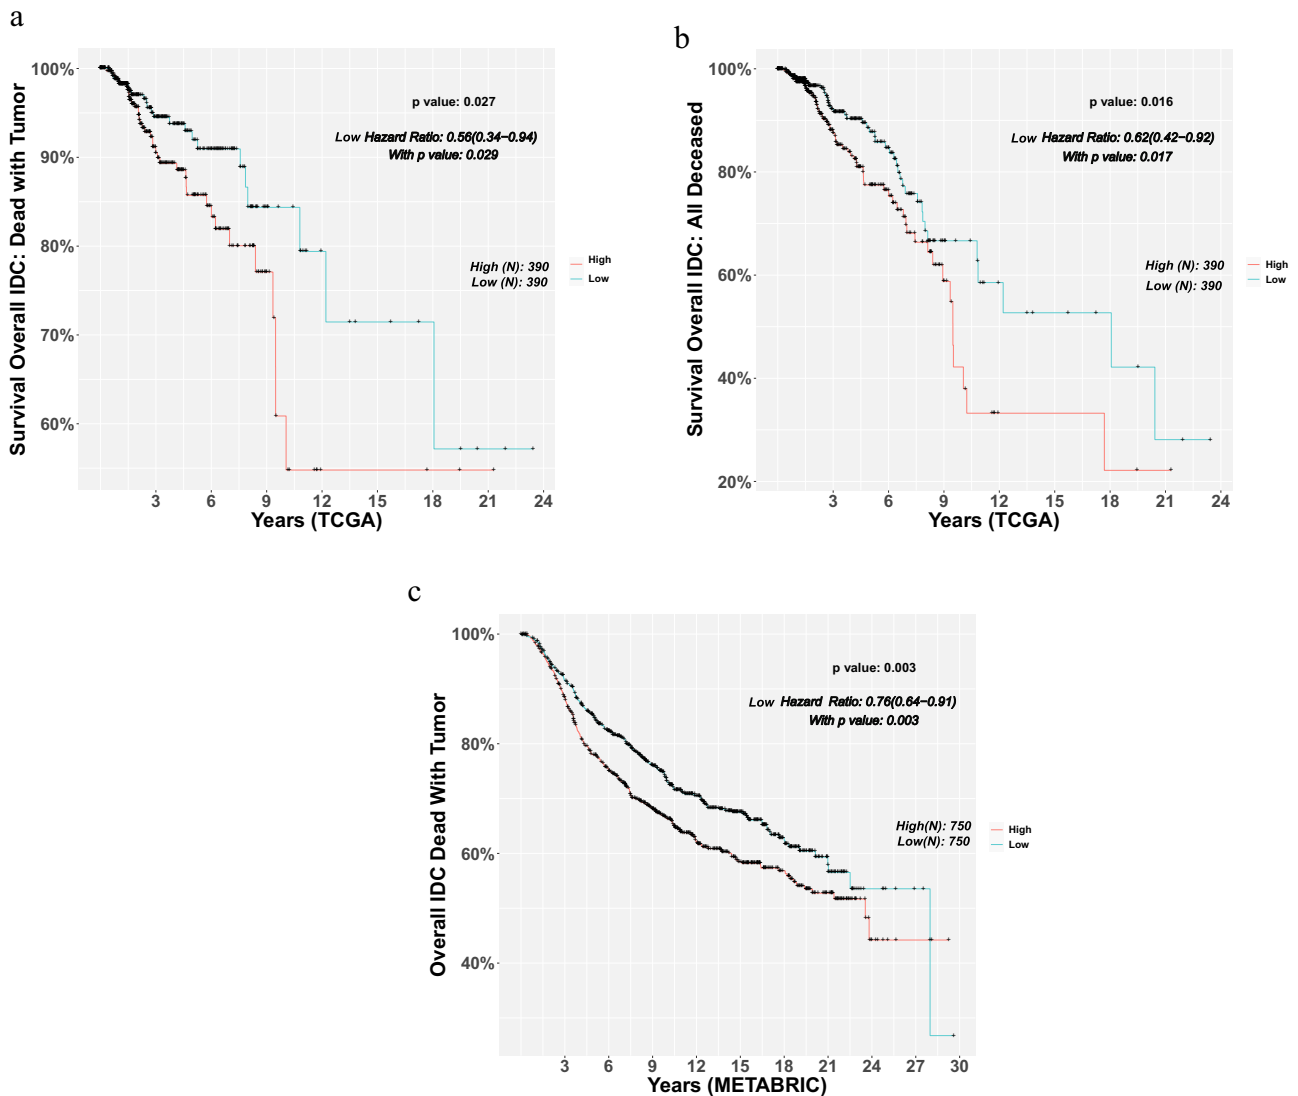 a
Survival Overall IDC: Dead with Tumor
100%
90%
80%
70%
60%
p value: 0.027
Low Hazard Ratio: 0.56(0.34−0.94)
With p value: 0.029
High (N): 390
Low (N): 390
High
Low
3 6 9 12 15 18 21 24
Years (TCGA)
b
Survival Overall IDC: All Deceased
100%
80%
60%
40%
20%
p value: 0.016
Low Hazard Ratio: 0.62(0.42−0.92)
With p value: 0.017
High (N): 390
Low (N): 390
High
Low
3 6 9 12 15 18 21 24
Years (TCGA)
c
Overall IDC Dead With Tumor
100%
80%
60%
40%
p value: 0.003
Low Hazard Ratio: 0.76(0.64−0.91)
With p value: 0.003
High(N): 750
Low(N): 750
High
Low
3 6 9 12 15 18 21 24 27 30
Years (METABRIC)